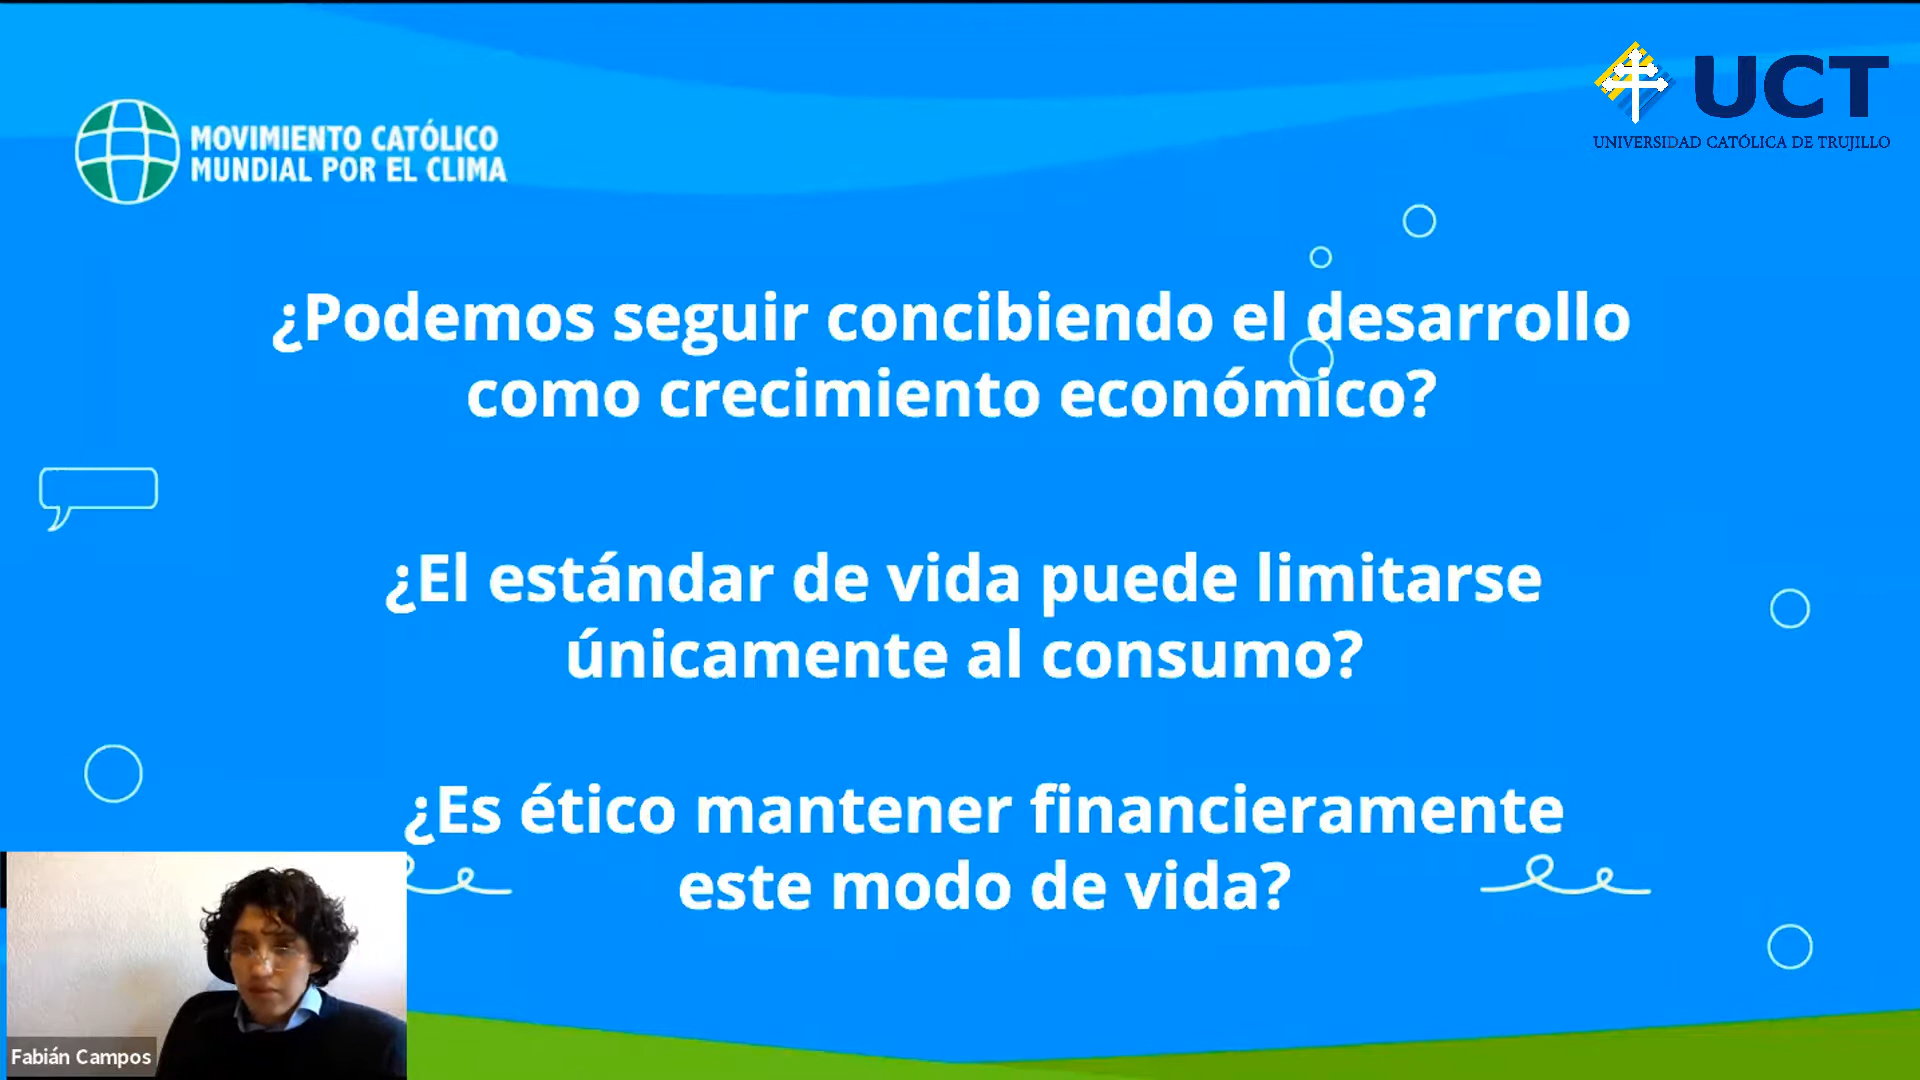 MOVIMIENTO CATÓLICO
MUNDIAL POR EL CLIMA
UCT
UNIVERSIDAD CATÓLICA DE TRUJILLO
¿Podemos seguir concibiendo el desarrollo
como crecimiento económico?
¿El estándar de vida puede limitarse
únicamente al consumo?
¿Es ético mantener financieramente
este modo de vida?
Fabián Campos